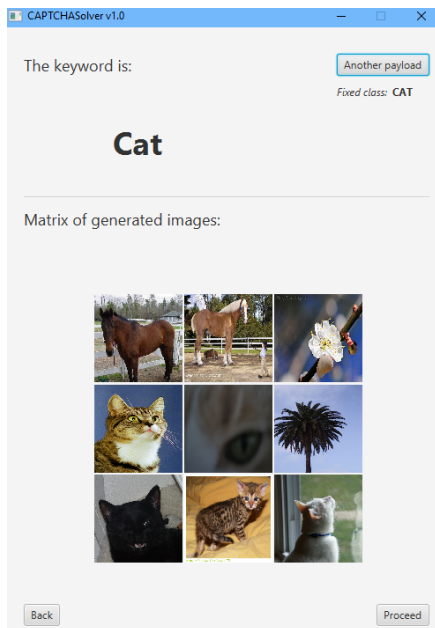 CAPTCHASolver v1.0
The keyword is:
Another payload
Fixed class: CAT
Cat
Matrix of generated images:
Back
Proceed